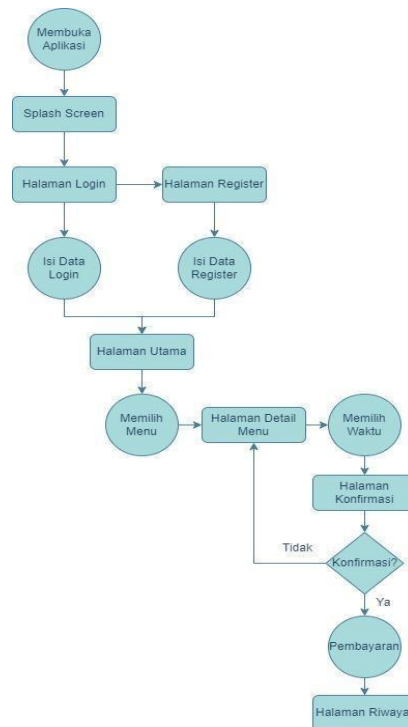 Membuka
Aplikasi
Splash Screen
Halaman Login
Halaman Register
Isi Data
Login
Isi Data
Register
Halaman Utama
Memilih
Menu
Halaman Detail
Menu
Memilih
Waktu
Halaman
Konfirmasi
Tidak
Konfirmasi?
Ya
Pembayaran
Halaman Riwaya